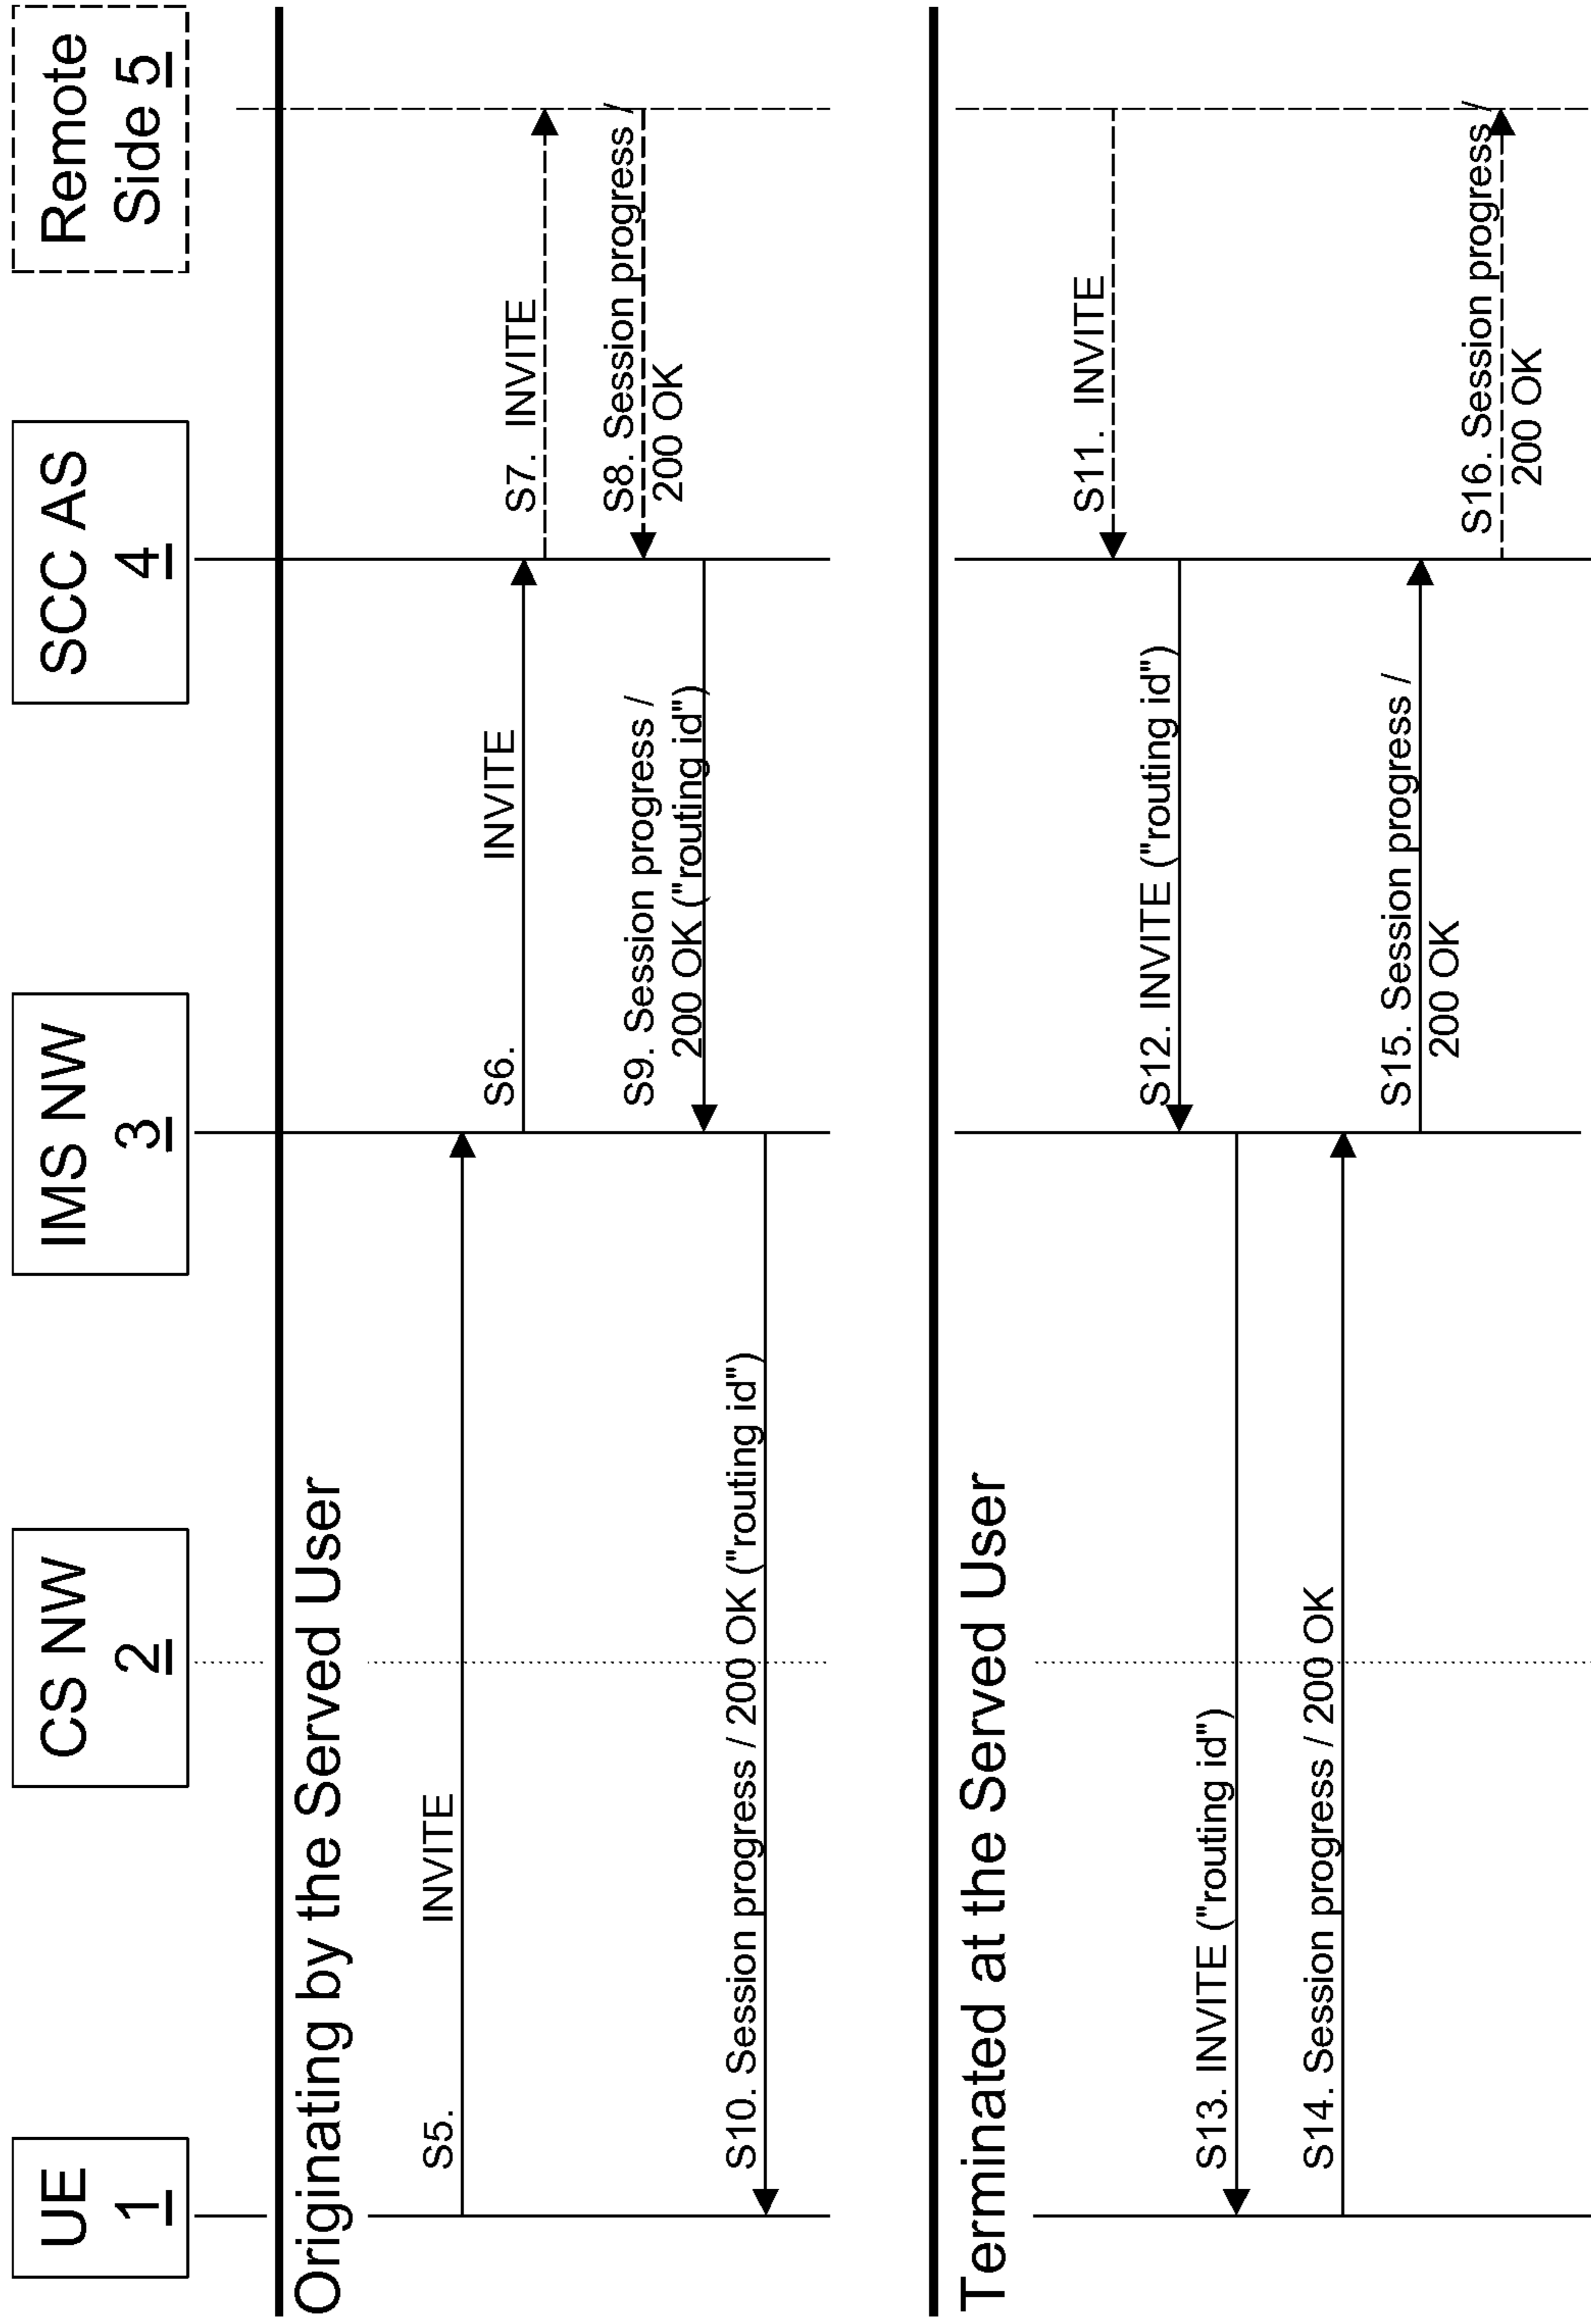 UE
1
CS NW
2
IMS NW
3
SCC AS
4
Remote
Side 5
Originating by the Served User
S5. INVITE
S6. INVITE
S7. INVITE
S8. Session progress /
200 OK
S9. Session progress /
200 OK ("routing id")
S10. Session progress / 200 OK ("routing id")
Terminated at the Served User
S11. INVITE
S12. INVITE ("routing id")
S13. INVITE ("routing id")
S14. Session progress / 200 OK
S15. Session progress /
200 OK
S16. Session progress /
200 OK